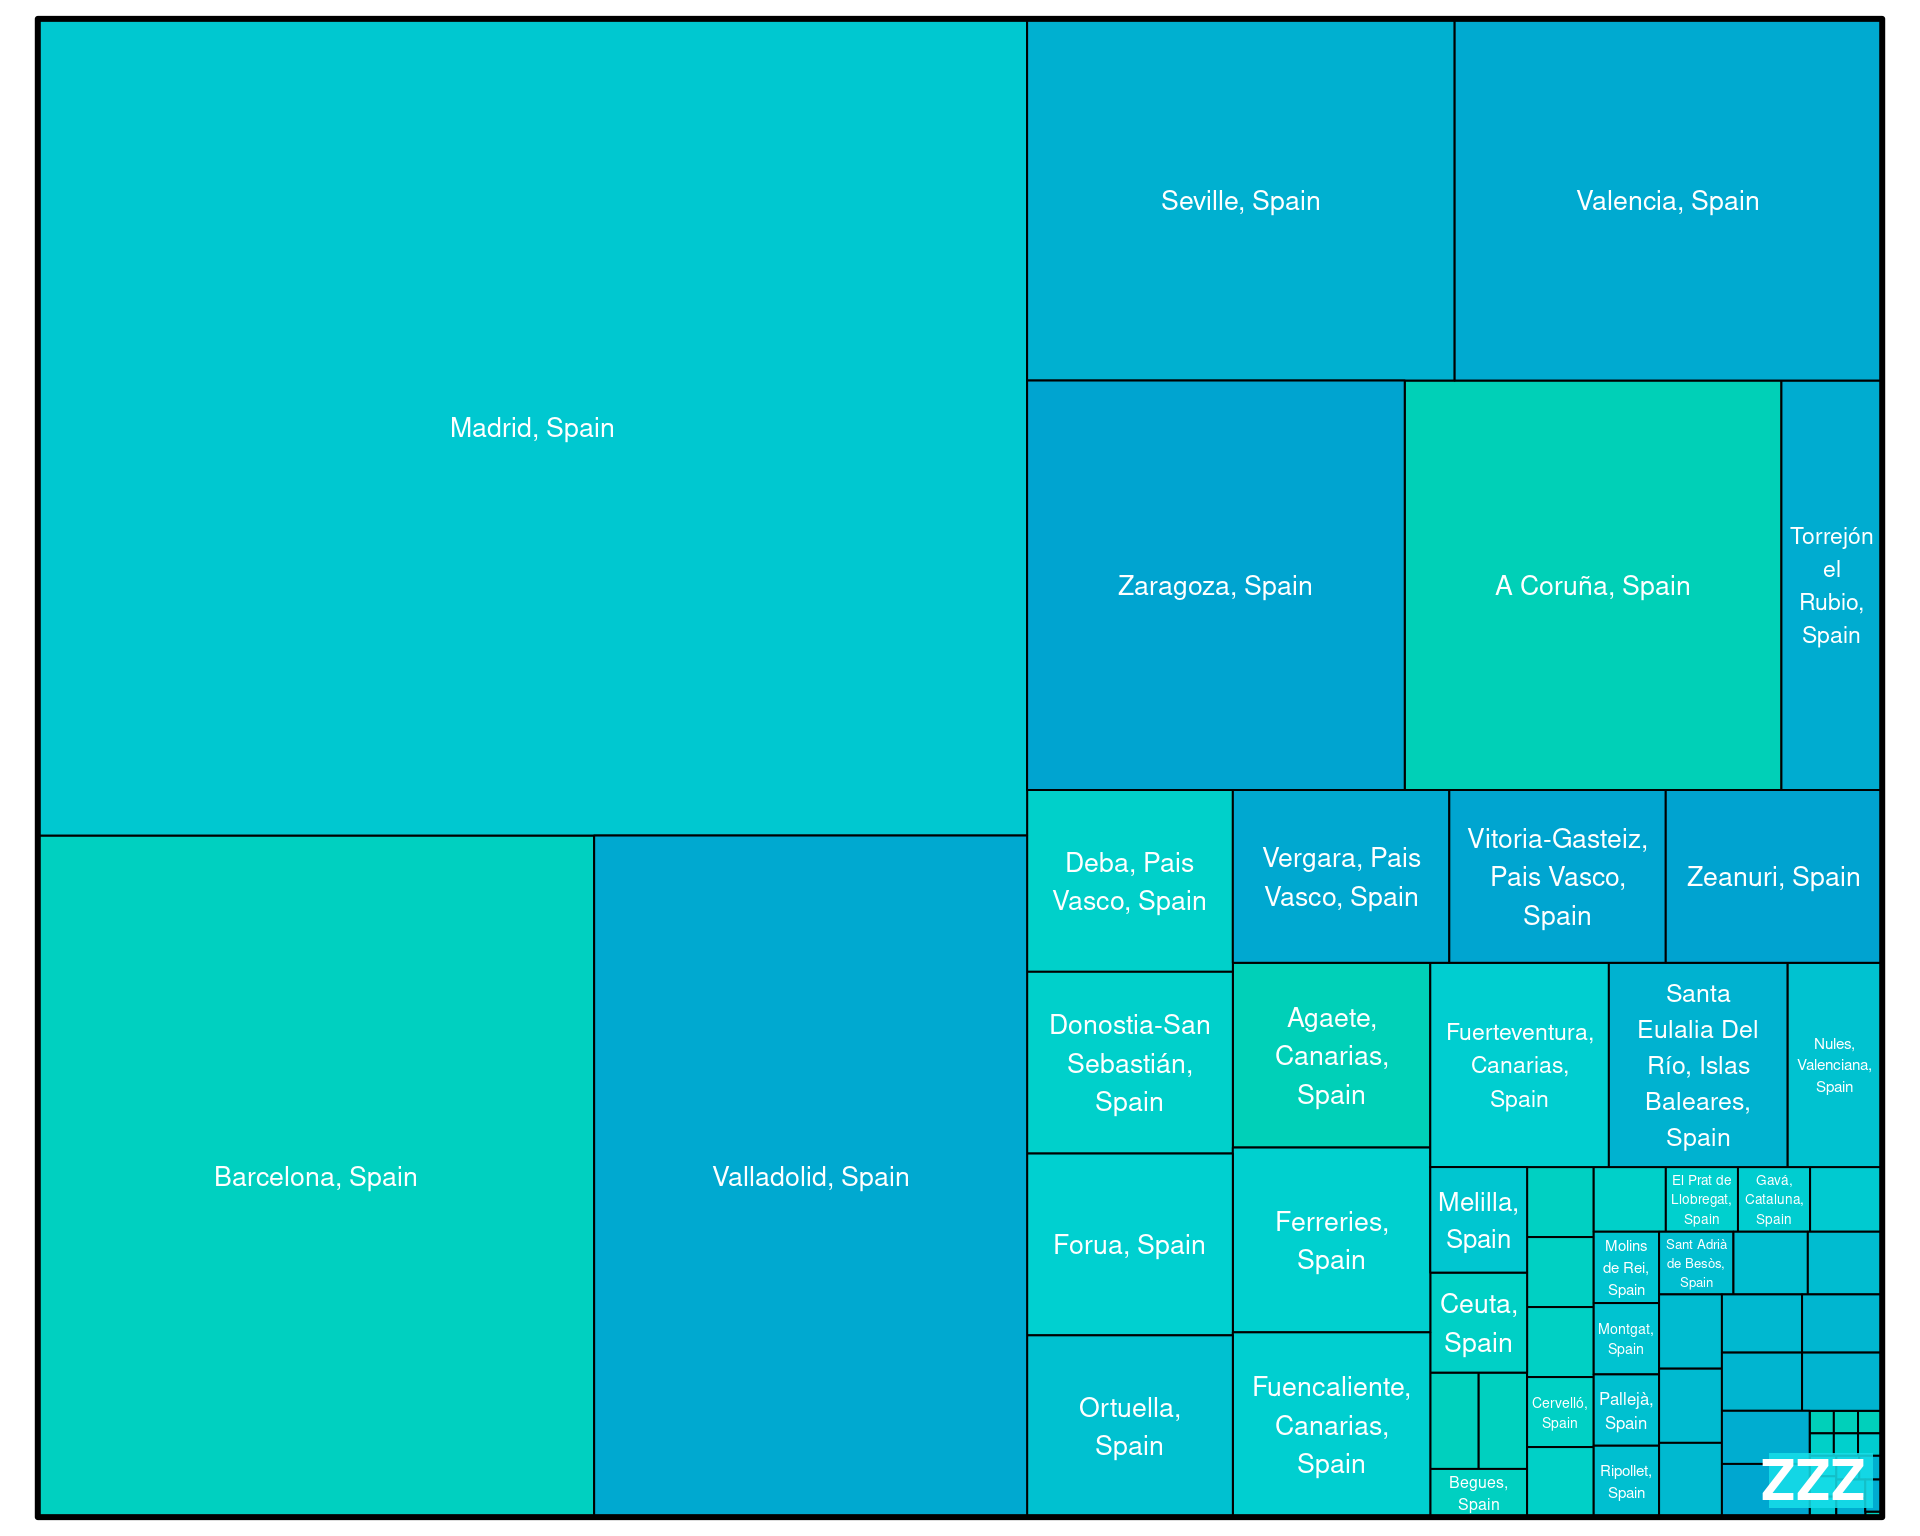 Madrid, Spain
Seville, Spain
Valencia, Spain
Zaragoza, Spain
A Coruña, Spain
Torrejón
el
Rubio,
Spain
Barcelona, Spain
Valladolid, Spain
Deba, Pais
Vasco, Spain
Vergara, Pais
Vasco, Spain
Vitoria-Gasteiz,
Pais Vasco,
Spain
Zeanuri, Spain
Donostia-San
Sebastián,
Spain
Agaete,
Canarias,
Spain
Fuerteventura,
Canarias,
Spain
Santa
Eulalia Del
Río, Islas
Baleares,
Spain
Nules,
Valenciana,
Spain
Forua, Spain
Ferreries,
Spain
Melilla,
Spain
El Prat de
Llobregat,
Spain
Gavá,
Cataluna,
Spain
Molins
de Rei,
Spain
Sant Adrià
de Besòs,
Spain
Ceuta,
Spain
Montgat,
Spain
Ortuella,
Spain
Fuencaliente,
Canarias,
Spain
Cervelló,
Spain
Pallejà,
Spain
Begues,
Spain
Ripollet,
Spain
ZZZ